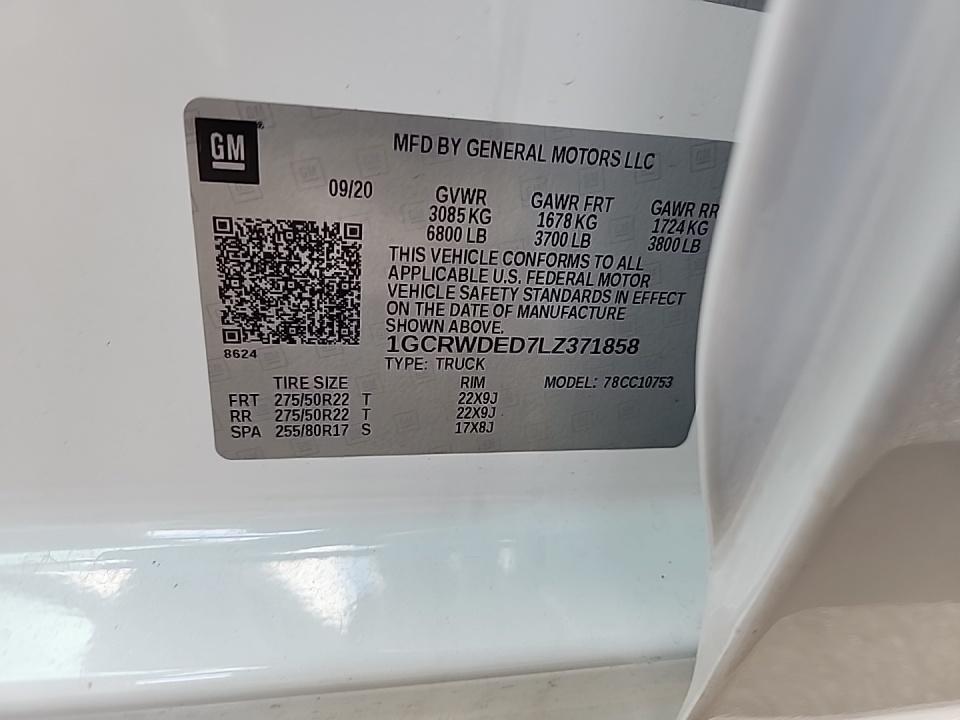 GM
MFD BY GENERAL MOTORS LLC
09/20 GVWR GAWR FRT GAWR RR
3085 KG 1678 KG 1724 KG
6800 LB 3700 LB 3800 LB
THIS VEHICLE CONFORMS TO ALL
APPLICABLE U.S. FEDERAL MOTOR
VEHICLE SAFETY STANDARDS IN EFFECT
ON THE DATE OF MANUFACTURE
SHOWN ABOVE.
8624
1GCRWDED7LZ371858
TYPE: TRUCK
TIRE SIZE RIM MODEL: 78CC10753
FRT 275/50R22 T 22X9J
RR 275/50R22 T 22X9J
SPA 255/80R17 S 17X8J